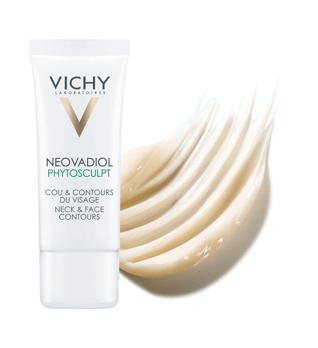 VICHY
LABORATOIRES
NEOVADIOL
PHYTOSCULPT
COU & CONTOURS
DU VISAGE
NECK & FACE
CONTOURS